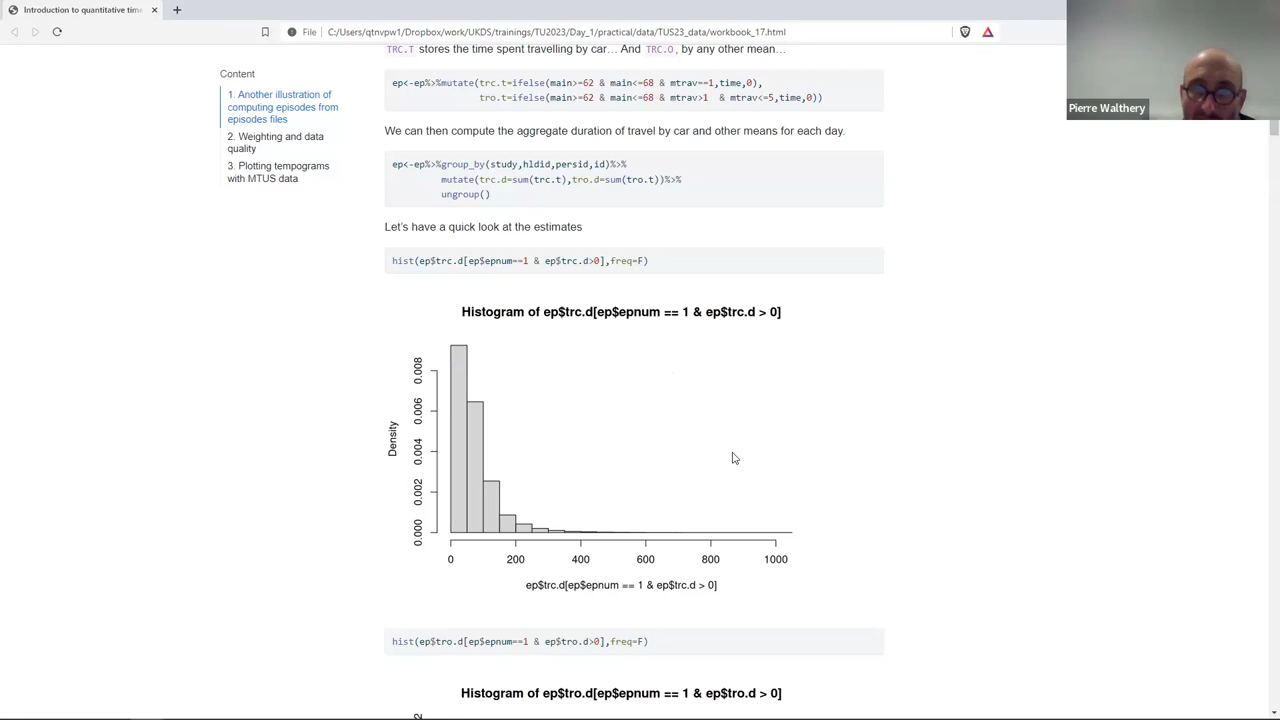 Introduction to quantitative time
File
C:/Users/qtnvpw1/Dropbox/work/UKDS/trainings/TU2023/Day_1/practical/data/TUS23_data/workbook_17.html
Pierre Walthery
Content
1. Another illustration of
computing episodes from
episodes files
2. Weighting and data
quality
3. Plotting tempograms
with MTUS data
TRC.T stores the time spent travelling by car… And TRC.O, by any other mean…
ep<-ep%>%mutate(trc.t=ifelse(main>=62 & main<=68 & mtrav==1,time,0),
tro.t=ifelse(main>=62 & main<=68 & mtrav>1 & mtrav<=5,time,0))
We can then compute the aggregate duration of travel by car and other means for each day.
ep<-ep%>%group_by(study,hldid,persid,id)%>%
mutate(trc.d=sum(trc.t),tro.d=sum(tro.t))%>%
ungroup()
Let's have a quick look at the estimates
hist(ep$trc.d[ep$epnum==1 & ep$trc.d>0],freq=F)
Histogram of ep$trc.d[ep$epnum == 1 & ep$trc.d > 0]
Density
0.008
0.006
0.004
0.002
0.000
0 200 400 600 800 1000
ep$trc.d[ep$epnum == 1 & ep$trc.d > 0]
hist(ep$tro.d[ep$epnum==1 & ep$tro.d>0],freq=F)
Histogram of ep$tro.d[ep$epnum == 1 & ep$tro.d > 0]